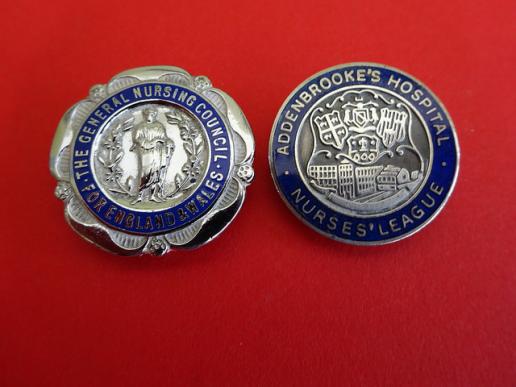 · THE GENERAL NURSING COUNCIL ·
FOR ENGLAND & WALES
ADDENBROOKE'S HOSPITAL
· NURSES' LEAGUE ·